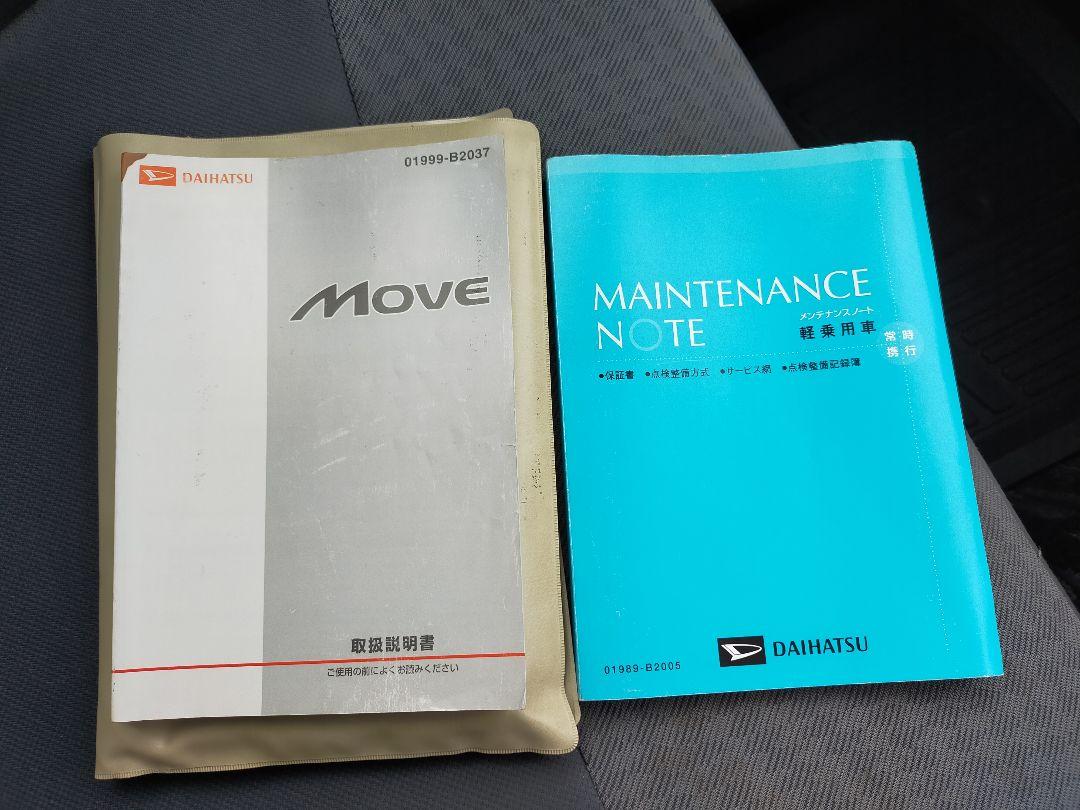 01999-B2037
DAIHATSU
MOVE
取扱説明書
ご使用の前によくお読みください
MAINTENANCE
NOTE
メンテナンスノート
軽乗用車
常時
携行
●保証書 ●点検整備方式 ●サービス網 ●点検整備記録簿
DAIHATSU
01989-B2005